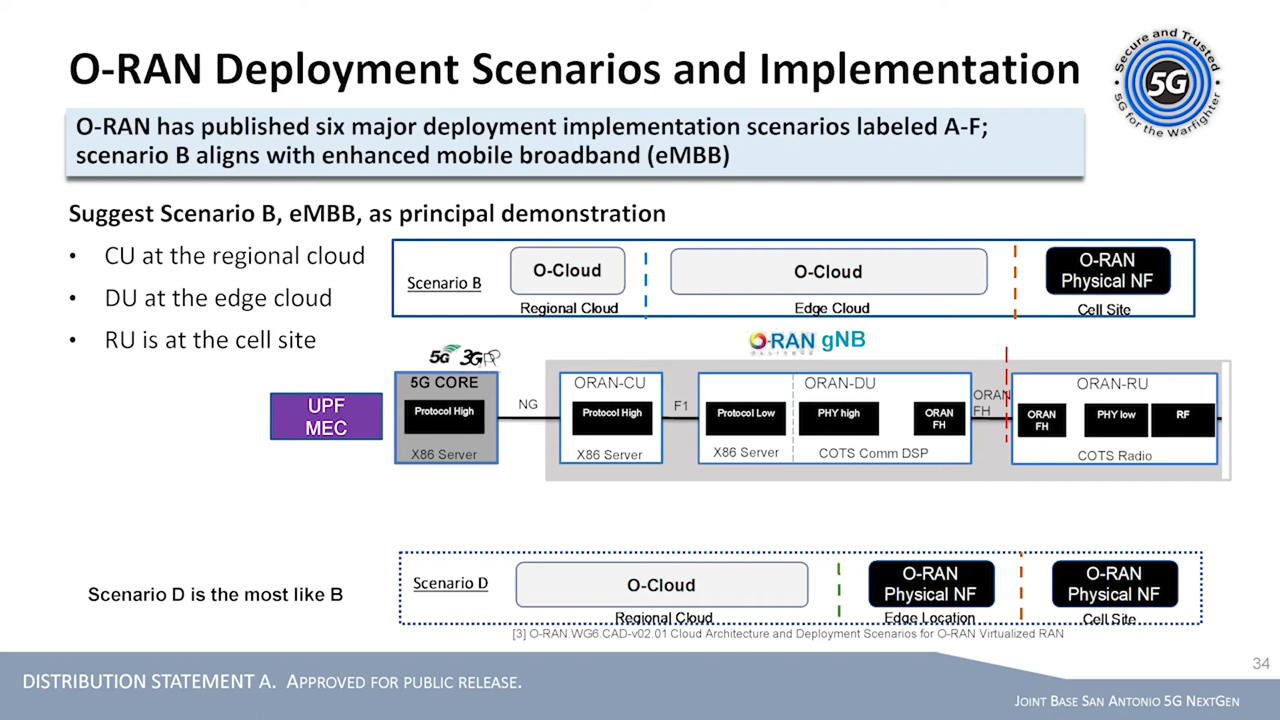 O-RAN Deployment Scenarios and Implementation
Secure and Trusted
5G
5G for the Warfighter
O-RAN has published six major deployment implementation scenarios labeled A-F;
scenario B aligns with enhanced mobile broadband (eMBB)
Suggest Scenario B, eMBB, as principal demonstration
• CU at the regional cloud
• DU at the edge cloud
• RU is at the cell site
Scenario B
O-Cloud
Regional Cloud
O-Cloud
Edge Cloud
O-RAN
Physical NF
Cell Site
O-RAN gNB
5G 3GPP
UPF
MEC
5G CORE
Protocol High
X86 Server
NG
ORAN-CU
Protocol High
X86 Server
F1
ORAN-DU
Protocol Low
X86 Server
PHY high
ORAN
FH
COTS Comm DSP
ORAN
FH
ORAN-RU
ORAN
FH
PHY low
RF
COTS Radio
Scenario D is the most like B
Scenario D
O-Cloud
Regional Cloud
O-RAN
Physical NF
Edge Location
O-RAN
Physical NF
Cell Site
[3] O-RAN.WG6.CAD-v02.01 Cloud Architecture and Deployment Scenarios for O-RAN Virtualized RAN
34
DISTRIBUTION STATEMENT A. APPROVED FOR PUBLIC RELEASE.
JOINT BASE SAN ANTONIO 5G NEXTGEN